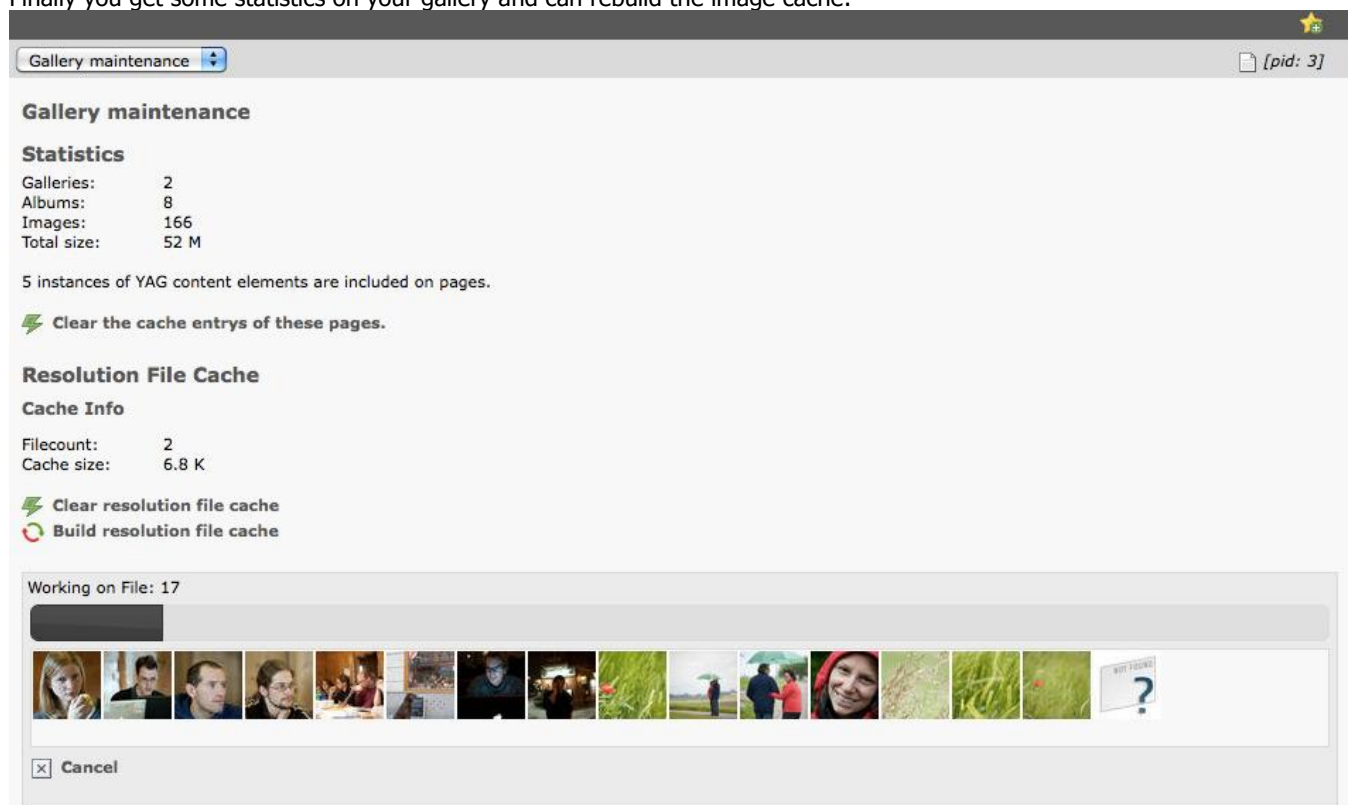 Finally you get some statistics on your gallery and can rebuild the image cache.
Gallery maintenance
[pid: 3]
Gallery maintenance
Statistics
Galleries: 2
Albums: 8
Images: 166
Total size: 52 M
5 instances of YAG content elements are included on pages.
Clear the cache entrys of these pages.
Resolution File Cache
Cache Info
Filecount: 2
Cache size: 6.8 K
Clear resolution file cache
Build resolution file cache
Working on File: 17
NOT FOUND
?
Cancel